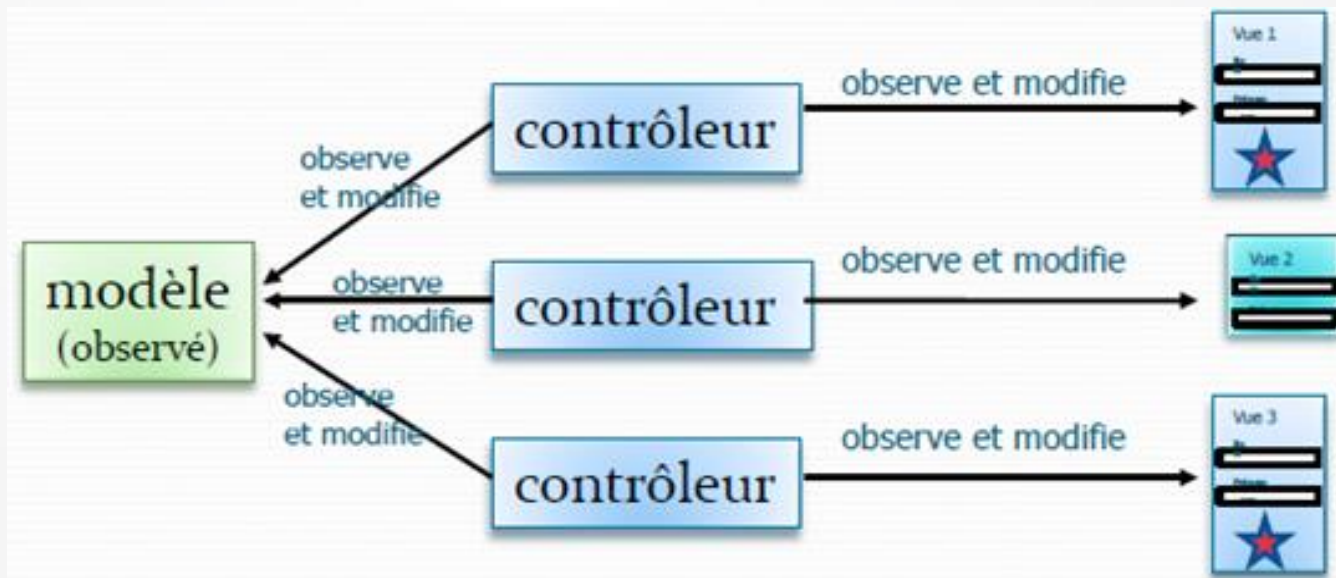 Vue 1
observe et modifie
contrôleur
observe
et modifie
modèle
(observé)
observe
et modifie
contrôleur
observe et modifie
Vue 2
observe
et modifie
contrôleur
observe et modifie
Vue 3